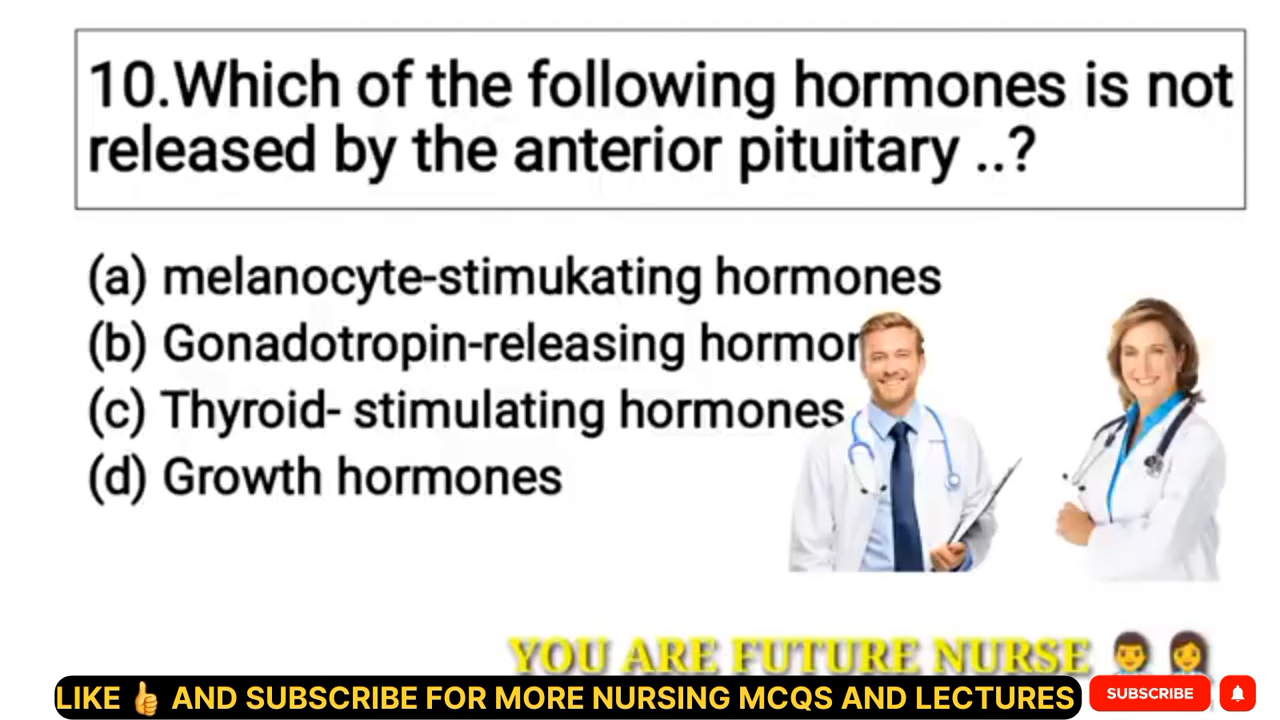 10.Which of the following hormones is not
released by the anterior pituitary ..?
(a) melanocyte-stimukating hormones
(b) Gonadotropin-releasing hormon
(c) Thyroid- stimulating hormones
(d) Growth hormones
YOU ARE FUTURE NURSE 👨‍⚕️ 👩‍⚕️
LIKE 👍 AND SUBSCRIBE FOR MORE NURSING MCQS AND LECTURES
SUBSCRIBE